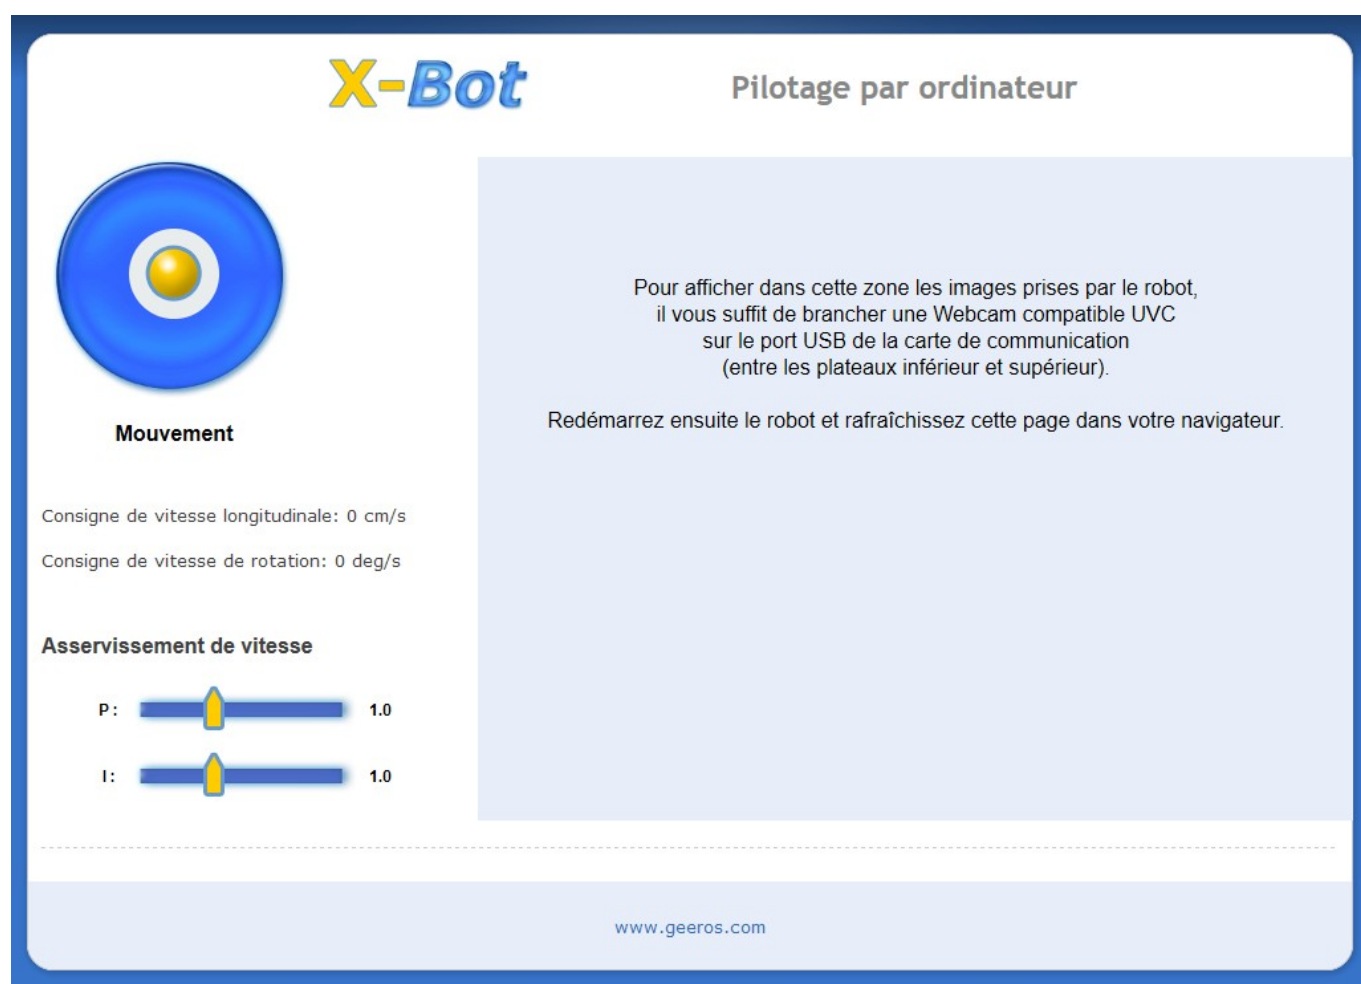 X-Bot
Pilotage par ordinateur
Mouvement
Consigne de vitesse longitudinale: 0 cm/s
Consigne de vitesse de rotation: 0 deg/s
Asservissement de vitesse
P: 1.0
I: 1.0
Pour afficher dans cette zone les images prises par le robot,
il vous suffit de brancher une Webcam compatible UVC
sur le port USB de la carte de communication
(entre les plateaux inférieur et supérieur).
Redémarrez ensuite le robot et rafraîchissez cette page dans votre navigateur.
www.geeros.com